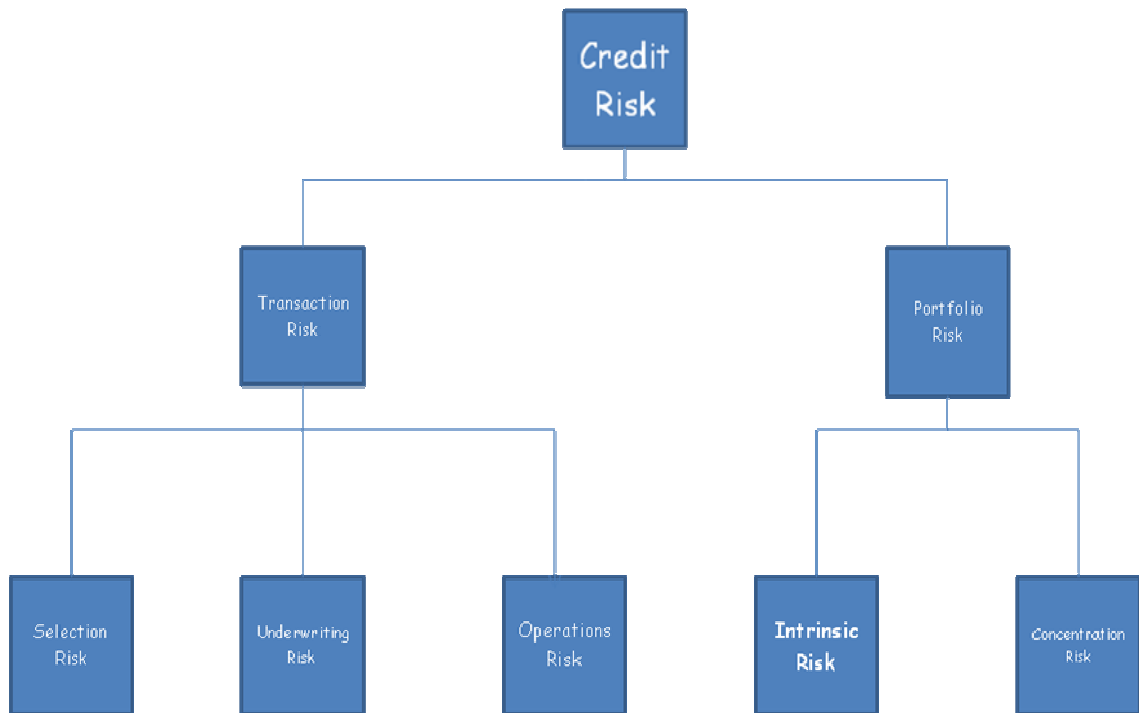 Credit
Risk
Transaction
Risk
Portfolio
Risk
Selection
Risk
Underwriting
Risk
Operations
Risk
Intrinsic
Risk
Concentration
Risk